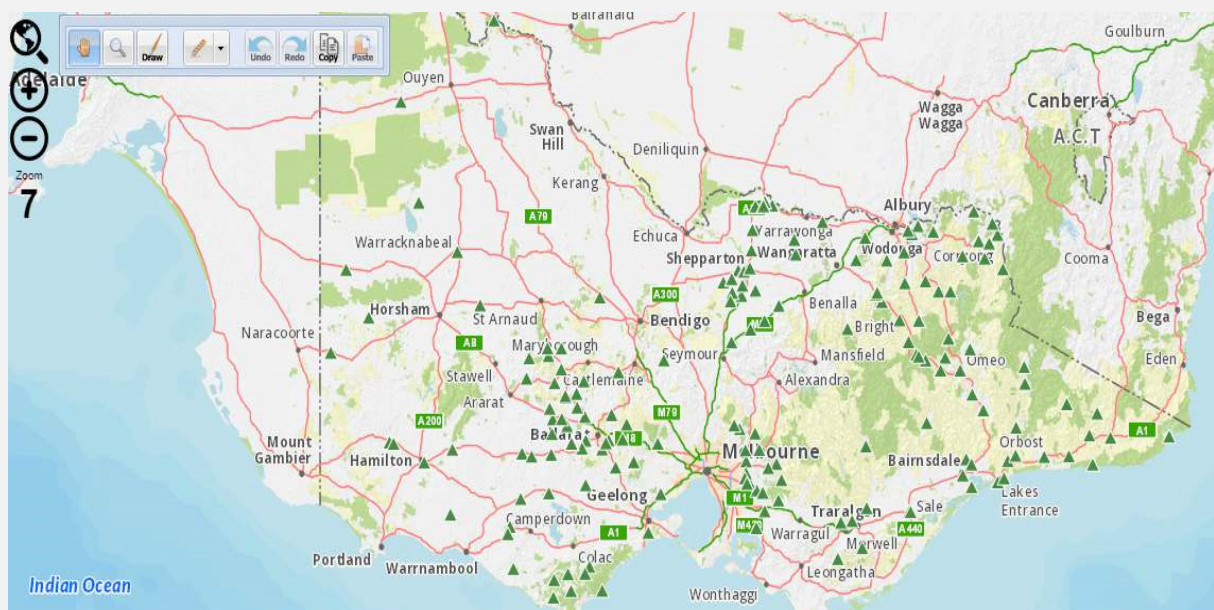 Balranald
Goulburn
Draw
Undo
Redo
Copy
Paste
Adelaide
Ouyen
Wagga
Wagga
Canberra
A.C.T
Zoom
7
Swan
Hill
Deniliquin
Kerang
A79
Albury
Echuca
Yarrawonga
Warracknabeal
Shepparton
Wangaratta
Wodonga
Corryong
Cooma
A300
Benalla
Horsham
St Arnaud
Bendigo
Bega
Naracoorte
A8
Maryborough
Seymour
Bright
Mansfield
Omeo
Eden
Stawell
Castlemaine
Alexandra
Ararat
A200
M79
Mount
Gambier
Ballarat
M8
Melbourne
Orbost
A1
Hamilton
Bairnsdale
Geelong
M1
Lakes
Entrance
Camperdown
A1
Traralgon
Sale
A440
Portland
Warrnambool
Colac
Warragul
Morwell
Leongatha
Indian Ocean
Wonthaggi